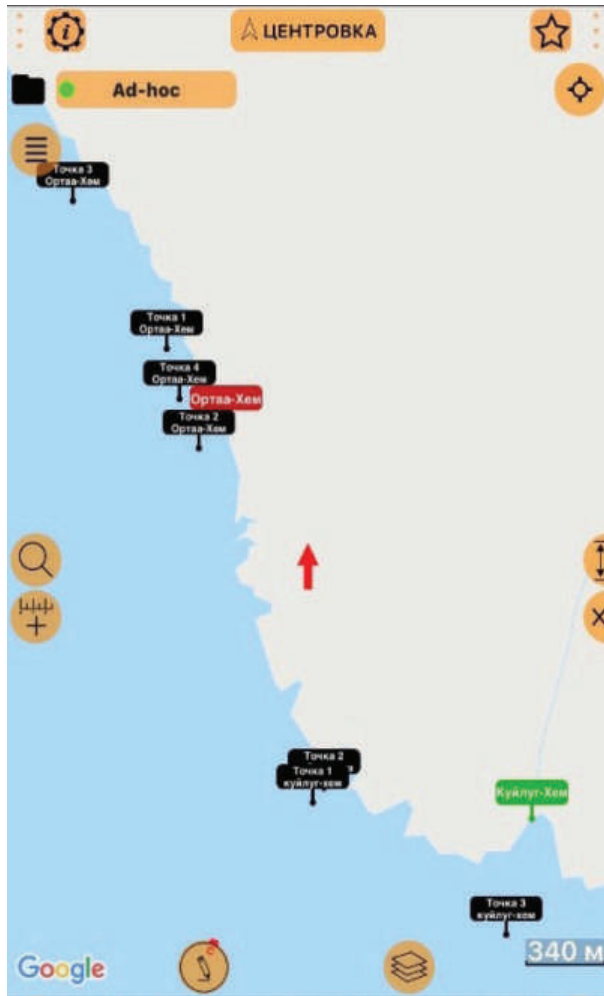 ЦЕНТРОВКА
Ad-hoc
Точка 3
Ортаа-Хем
Точка 1
Ортаа-Хем
Точка 4
Ортаа-Хем
Ортаа-Хем
Точка 2
Ортаа-Хем
Точка 2
Точка 1
куйлуг-хем
Куйлуг-Хем
Точка 3
куйлуг-хем
Google
340 м